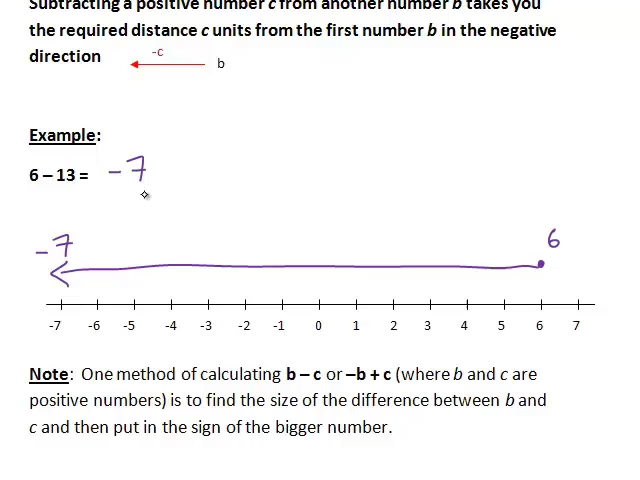 Subtracting a positive number c from another number b takes you
the required distance c units from the first number b in the negative
direction
-c
b
Example:
6 – 13 = -7
-7
6
-7 -6 -5 -4 -3 -2 -1 0 1 2 3 4 5 6 7
Note: One method of calculating b – c or –b + c (where b and c are
positive numbers) is to find the size of the difference between b and
c and then put in the sign of the bigger number.